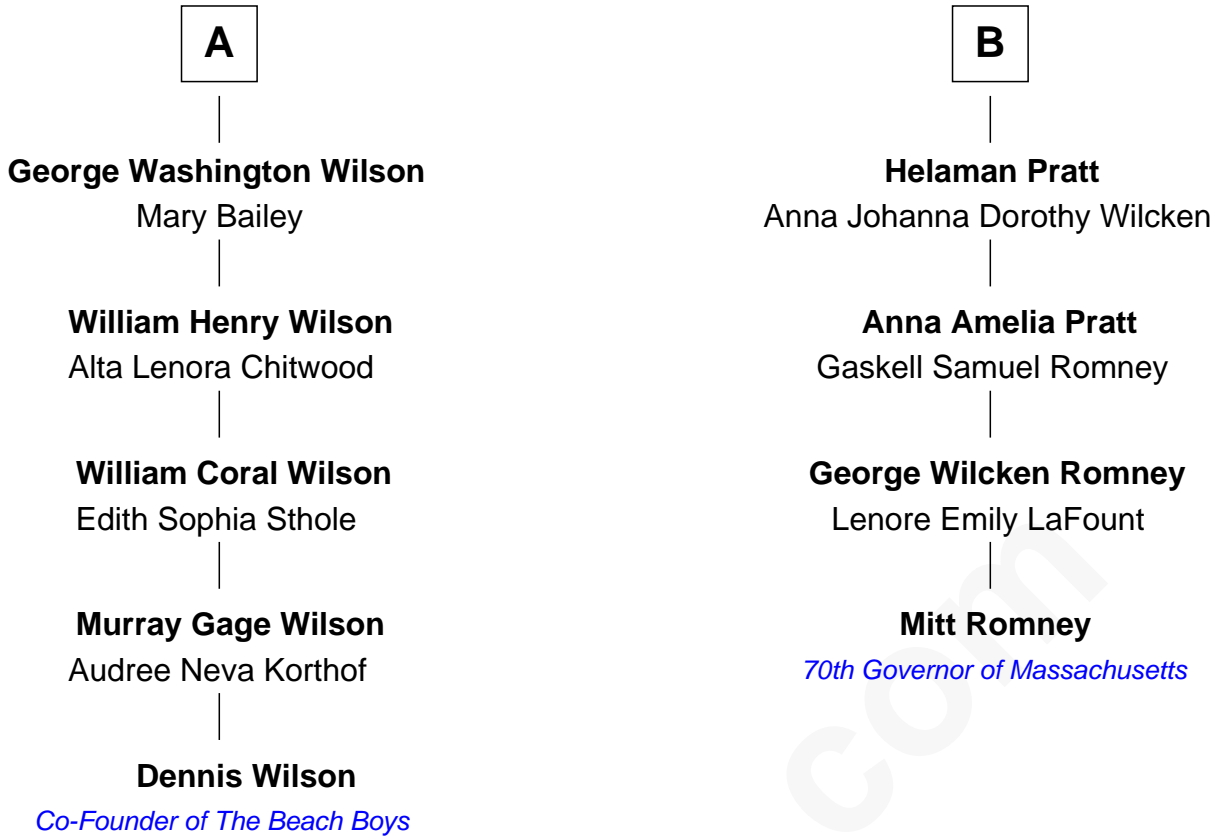 A
George Washington Wilson
Mary Bailey
William Henry Wilson
Alta Lenora Chitwood
William Coral Wilson
Edith Sophia Sthole
Murray Gage Wilson
Audree Neva Korthof
Dennis Wilson
Co-Founder of The Beach Boys
B
Helaman Pratt
Anna Johanna Dorothy Wilcken
Anna Amelia Pratt
Gaskell Samuel Romney
George Wilcken Romney
Lenore Emily LaFount
Mitt Romney
70th Governor of Massachusetts
com